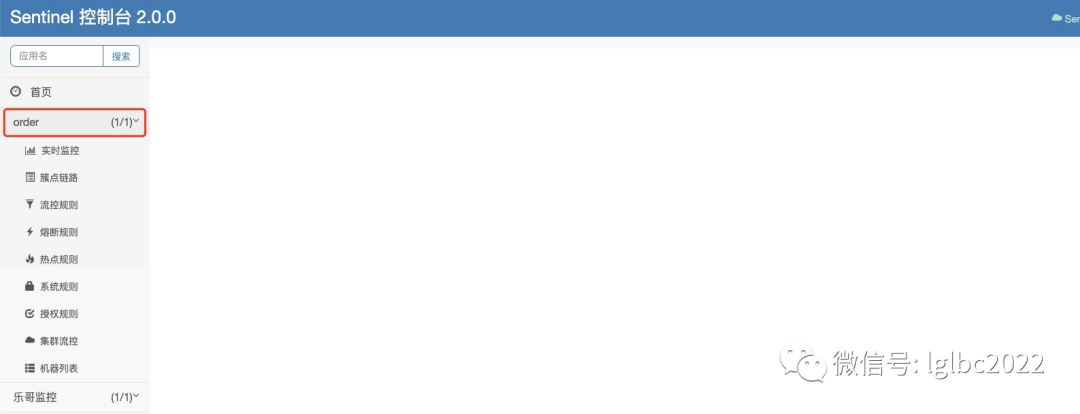 Sentinel 控制台 2.0.0
Sen
应用名 搜索
首页
order (1/1)
实时监控
簇点链路
流控规则
熔断规则
热点规则
系统规则
授权规则
集群流控
机器列表
乐哥监控 (1/1)
微信号: lglbc2022